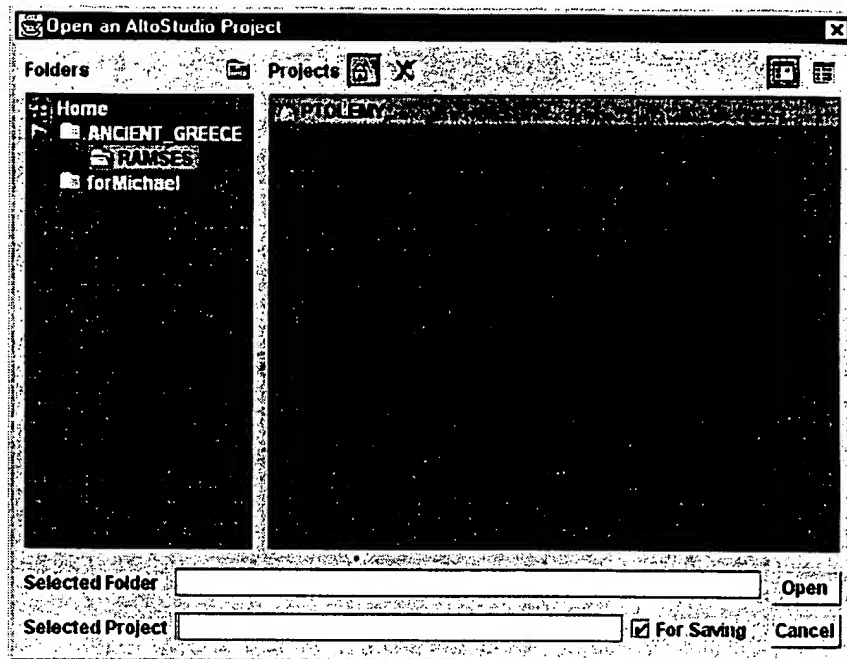 Open an AltoStudio Project
Folders
Projects
Home
ANCIENT_GREECE
RAMSES
forMichael
PTOLEMY
Selected Folder
Open
Selected Project
For Saving
Cancel